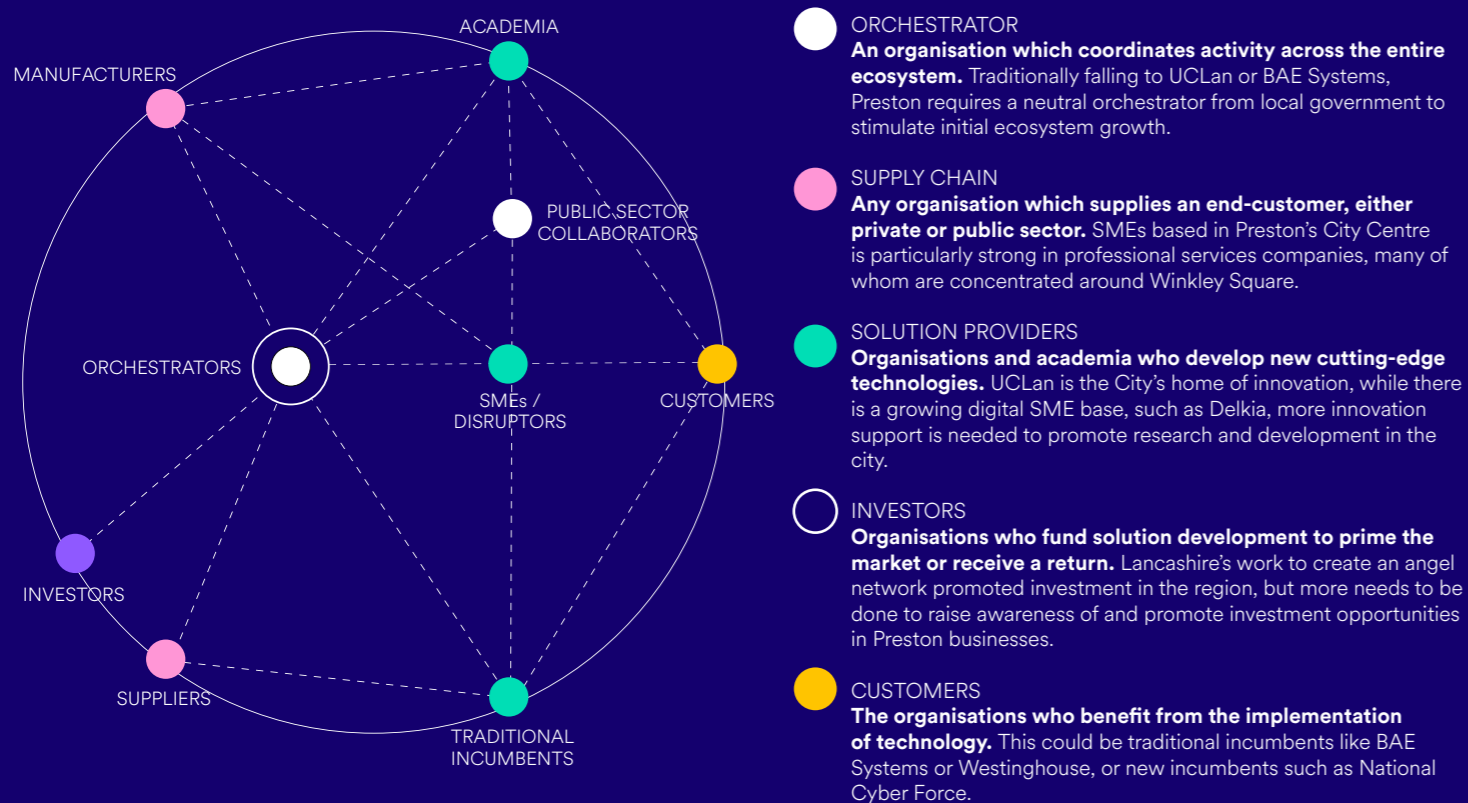 ACADEMIA
MANUFACTURERS
PUBLIC SECTOR
COLLABORATORS
ORCHESTRATORS
SMEs /
DISRUPTORS
CUSTOMERS
INVESTORS
SUPPLIERS
TRADITIONAL
INCUMBENTS
ORCHESTRATOR
An organisation which coordinates activity across the entire
ecosystem. Traditionally falling to UCLan or BAE Systems,
Preston requires a neutral orchestrator from local government to
stimulate initial ecosystem growth.
SUPPLY CHAIN
Any organisation which supplies an end-customer, either
private or public sector. SMEs based in Preston's City Centre
is particularly strong in professional services companies, many of
whom are concentrated around Winkley Square.
SOLUTION PROVIDERS
Organisations and academia who develop new cutting-edge
technologies. UCLan is the City's home of innovation, while there
is a growing digital SME base, such as Delkia, more innovation
support is needed to promote research and development in the
city.
INVESTORS
Organisations who fund solution development to prime the
market or receive a return. Lancashire's work to create an angel
network promoted investment in the region, but more needs to be
done to raise awareness of and promote investment opportunities
in Preston businesses.
CUSTOMERS
The organisations who benefit from the implementation
of technology. This could be traditional incumbents like BAE
Systems or Westinghouse, or new incumbents such as National
Cyber Force.